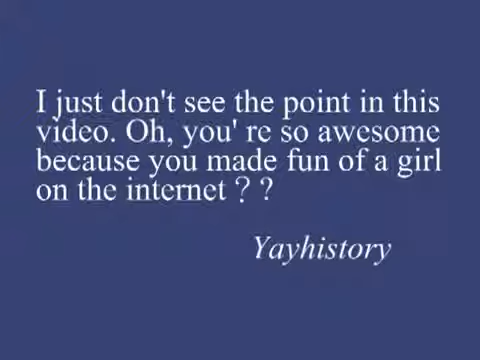 I just don't see the point in this
video. Oh, you' re so awesome
because you made fun of a girl
on the internet？?
Yayhistory